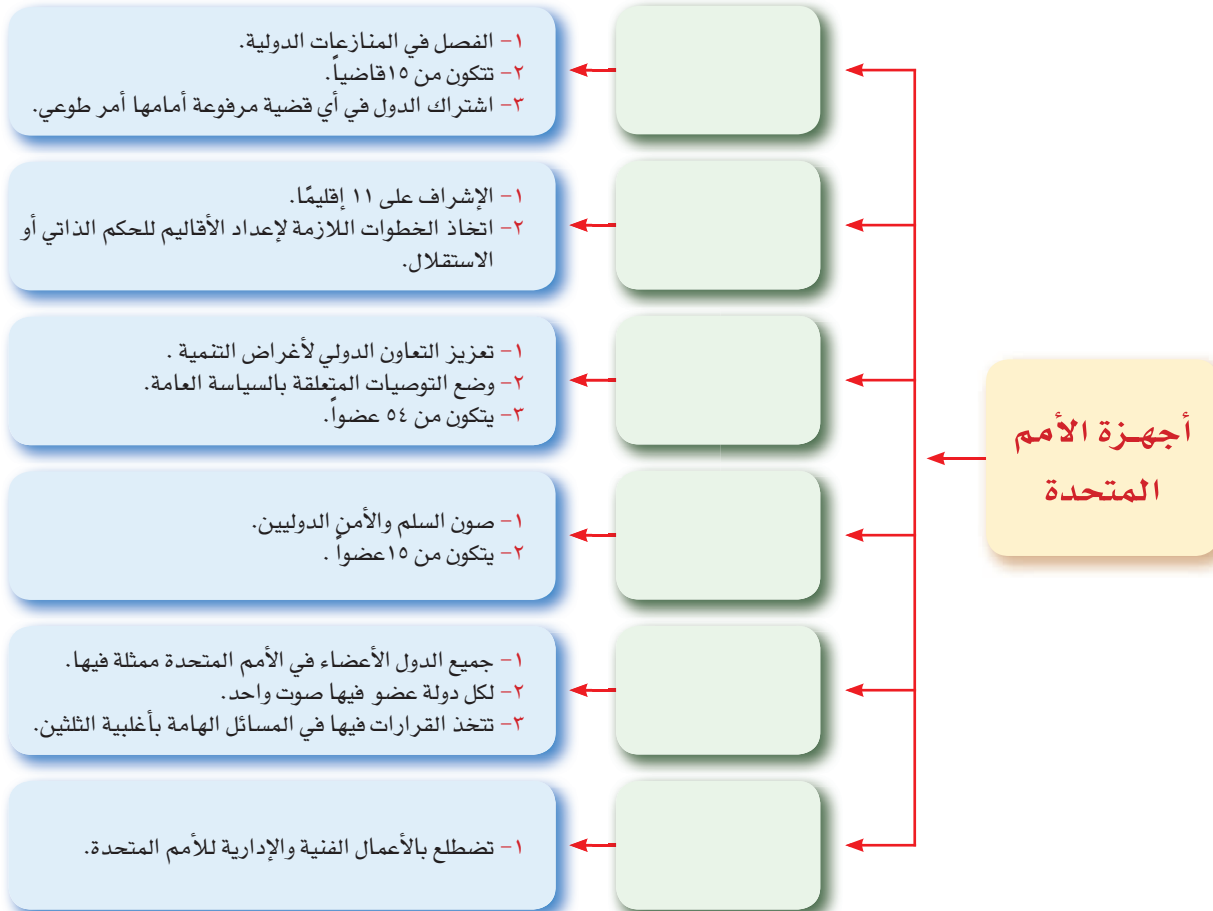 أجهزة الأمم
المتحدة
١- الفصل في المنازعات الدولية.
٢- تتكون من ١٥ قاضياً.
٣- اشتراك الدول في أي قضية مرفوعة أمامها أمر طوعي.
١- الإشراف على ١١ إقليمًا.
٢- اتخاذ الخطوات اللازمة لإعداد الأقاليم للحكم الذاتي أو
الاستقلال.
١- تعزيز التعاون الدولي لأغراض التنمية .
٢- وضع التوصيات المتعلقة بالسياسة العامة.
٣- يتكون من ٥٤ عضواً.
١- صون السلم والأمن الدوليين.
٢- يتكون من ١٥ عضواً .
١- جميع الدول الأعضاء في الأمم المتحدة ممثلة فيها.
٢- لكل دولة عضو فيها صوت واحد.
٣- تتخذ القرارات فيها في المسائل الهامة بأغلبية الثلثين.
١- تضطلع بالأعمال الفنية والإدارية للأمم المتحدة.